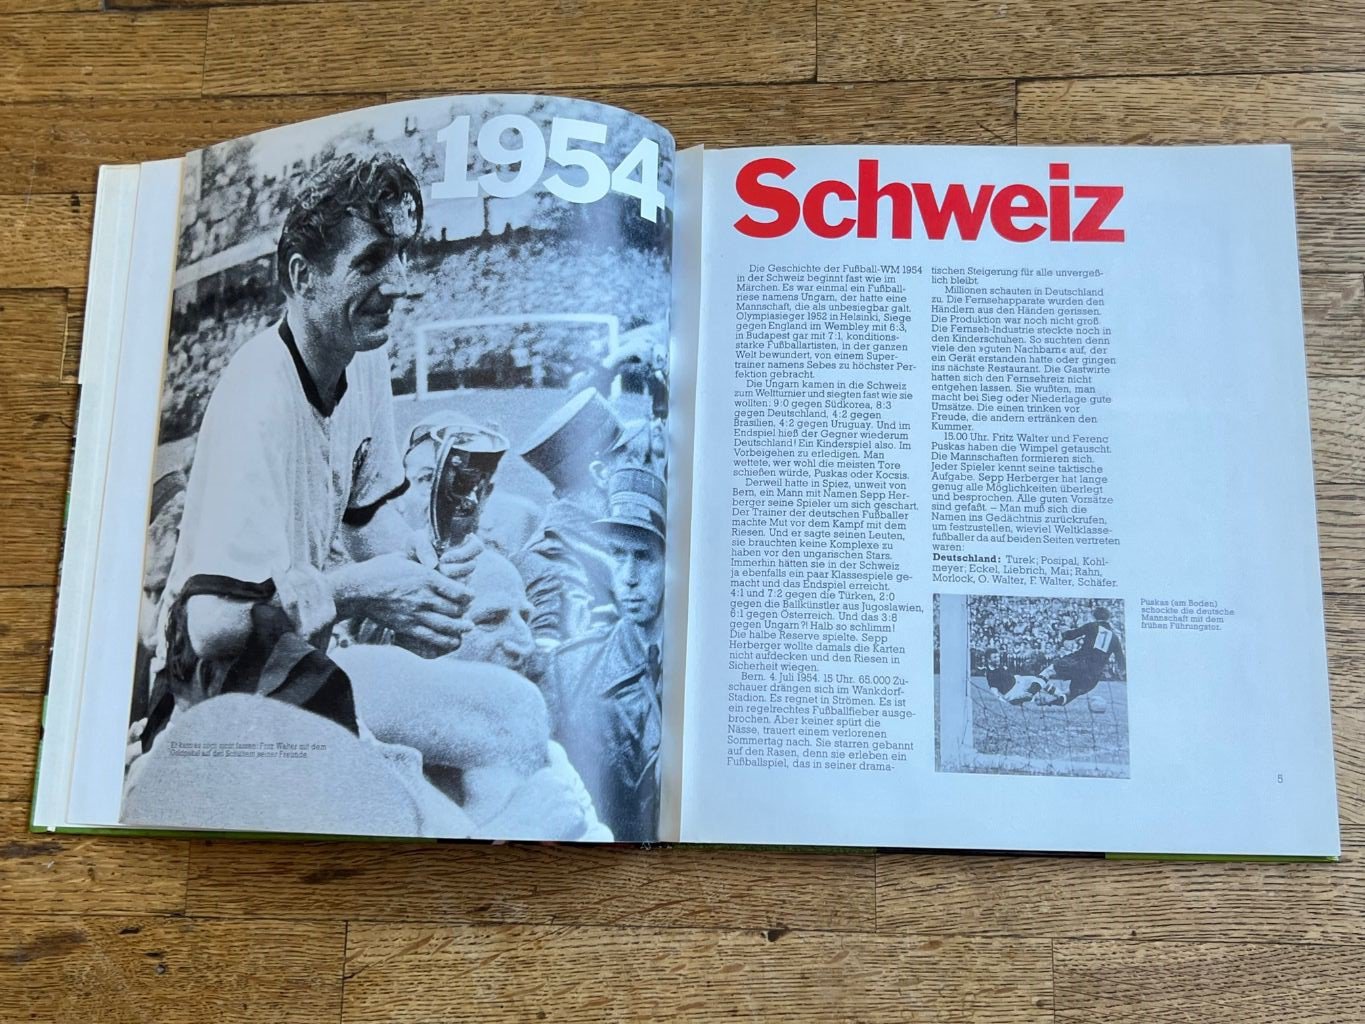 1954
Er kann es noch nicht fassen: Fritz Walter mit dem
Goldpokal auf den Schultern seiner Freunde.
Schweiz
Die Geschichte der Fußball-WM 1954
in der Schweiz beginnt fast wie im
Märchen. Es war einmal ein Fußball-
riese namens Ungarn, der hatte eine
Mannschaft, die als unbesiegbar galt.
Olympiasieger 1952 in Helsinki, Siege
gegen England im Wembley mit 6:3,
in Budapest gar mit 7:1, konditions-
starke Fußballartisten, in der ganzen
Welt bewundert, von einem Super-
trainer namens Sebes zu höchster Per-
fektion gebracht.
Die Ungarn kamen in die Schweiz
zum Weltturnier und siegten fast wie sie
wollten: 9:0 gegen Südkorea, 8:3
gegen Deutschland, 4:2 gegen
Brasilien, 4:2 gegen Uruguay. Und im
Endspiel hieß der Gegner wiederum
Deutschland! Ein Kinderspiel also. Im
Vorbeigehen zu erledigen. Man
wettete, wer wohl die meisten Tore
schießen würde, Puskas oder Kocsis.
Derweil hatte in Spiez, unweit von
Bern, ein Mann mit Namen Sepp Her-
berger seine Spieler um sich geschart.
Der Trainer der deutschen Fußballer
machte Mut vor dem Kampf mit dem
Riesen. Und er sagte seinen Leuten,
sie brauchten keine Komplexe zu
haben vor den ungarischen Stars.
Immerhin hätten sie in der Schweiz
ja ebenfalls ein paar Klassespiele ge-
macht und das Endspiel erreicht.
4:1 und 7:2 gegen die Türken, 2:0
gegen die Ballkünstler aus Jugoslawien,
6:1 gegen Österreich. Und das 3:8
gegen Ungarn?! Halb so schlimm!
Die halbe Reserve spielte. Sepp
Herberger wollte damals die Karten
nicht aufdecken und den Riesen in
Sicherheit wiegen.
Bern. 4. Juli 1954. 15 Uhr. 65.000 Zu-
schauer drängen sich im Wankdorf-
Stadion. Es regnet in Strömen. Es ist
ein regelrechtes Fußballfieber ausge-
brochen. Aber keiner spürt die
Nässe, trauert einem verlorenen
Sommertag nach. Sie starren gebannt
auf den Rasen, denn sie erleben ein
Fußballspiel, das in seiner drama-
tischen Steigerung für alle unvergeß-
lich bleibt.
Millionen schauten in Deutschland
zu. Die Fernsehapparate wurden den
Händlern aus den Händen gerissen.
Die Produktion war noch nicht groß.
Die Fernseh-Industrie steckte noch in
den Kinderschuhen. So suchten denn
viele den »guten Nachbarn« auf, der
ein Gerät erstanden hatte oder gingen
ins nächste Restaurant. Die Gastwirte
hatten sich den Fernsehreiz nicht
entgehen lassen. Sie wußten, man
macht bei Sieg oder Niederlage gute
Umsätze. Die einen trinken vor
Freude, die andern ertränken den
Kummer.
15.00 Uhr. Fritz Walter und Ferenc
Puskas haben die Wimpel getauscht.
Die Mannschaften formieren sich.
Jeder Spieler kennt seine taktische
Aufgabe. Sepp Herberger hat lange
genug alle Möglichkeiten überlegt
und besprochen. Alle guten Vorsätze
sind gefaßt. – Man muß sich die
Namen ins Gedächtnis zurückrufen,
um festzustellen, wieviel Weltklasse-
fußballer da auf beiden Seiten vertreten
waren:
Deutschland: Turek; Posipal, Kohl-
meyer; Eckel, Liebrich, Mai; Rahn,
Morlock, O. Walter, F. Walter, Schäfer.
Puskas (am Boden)
schockte die deutsche
Mannschaft mit dem
frühen Führungstor.
5